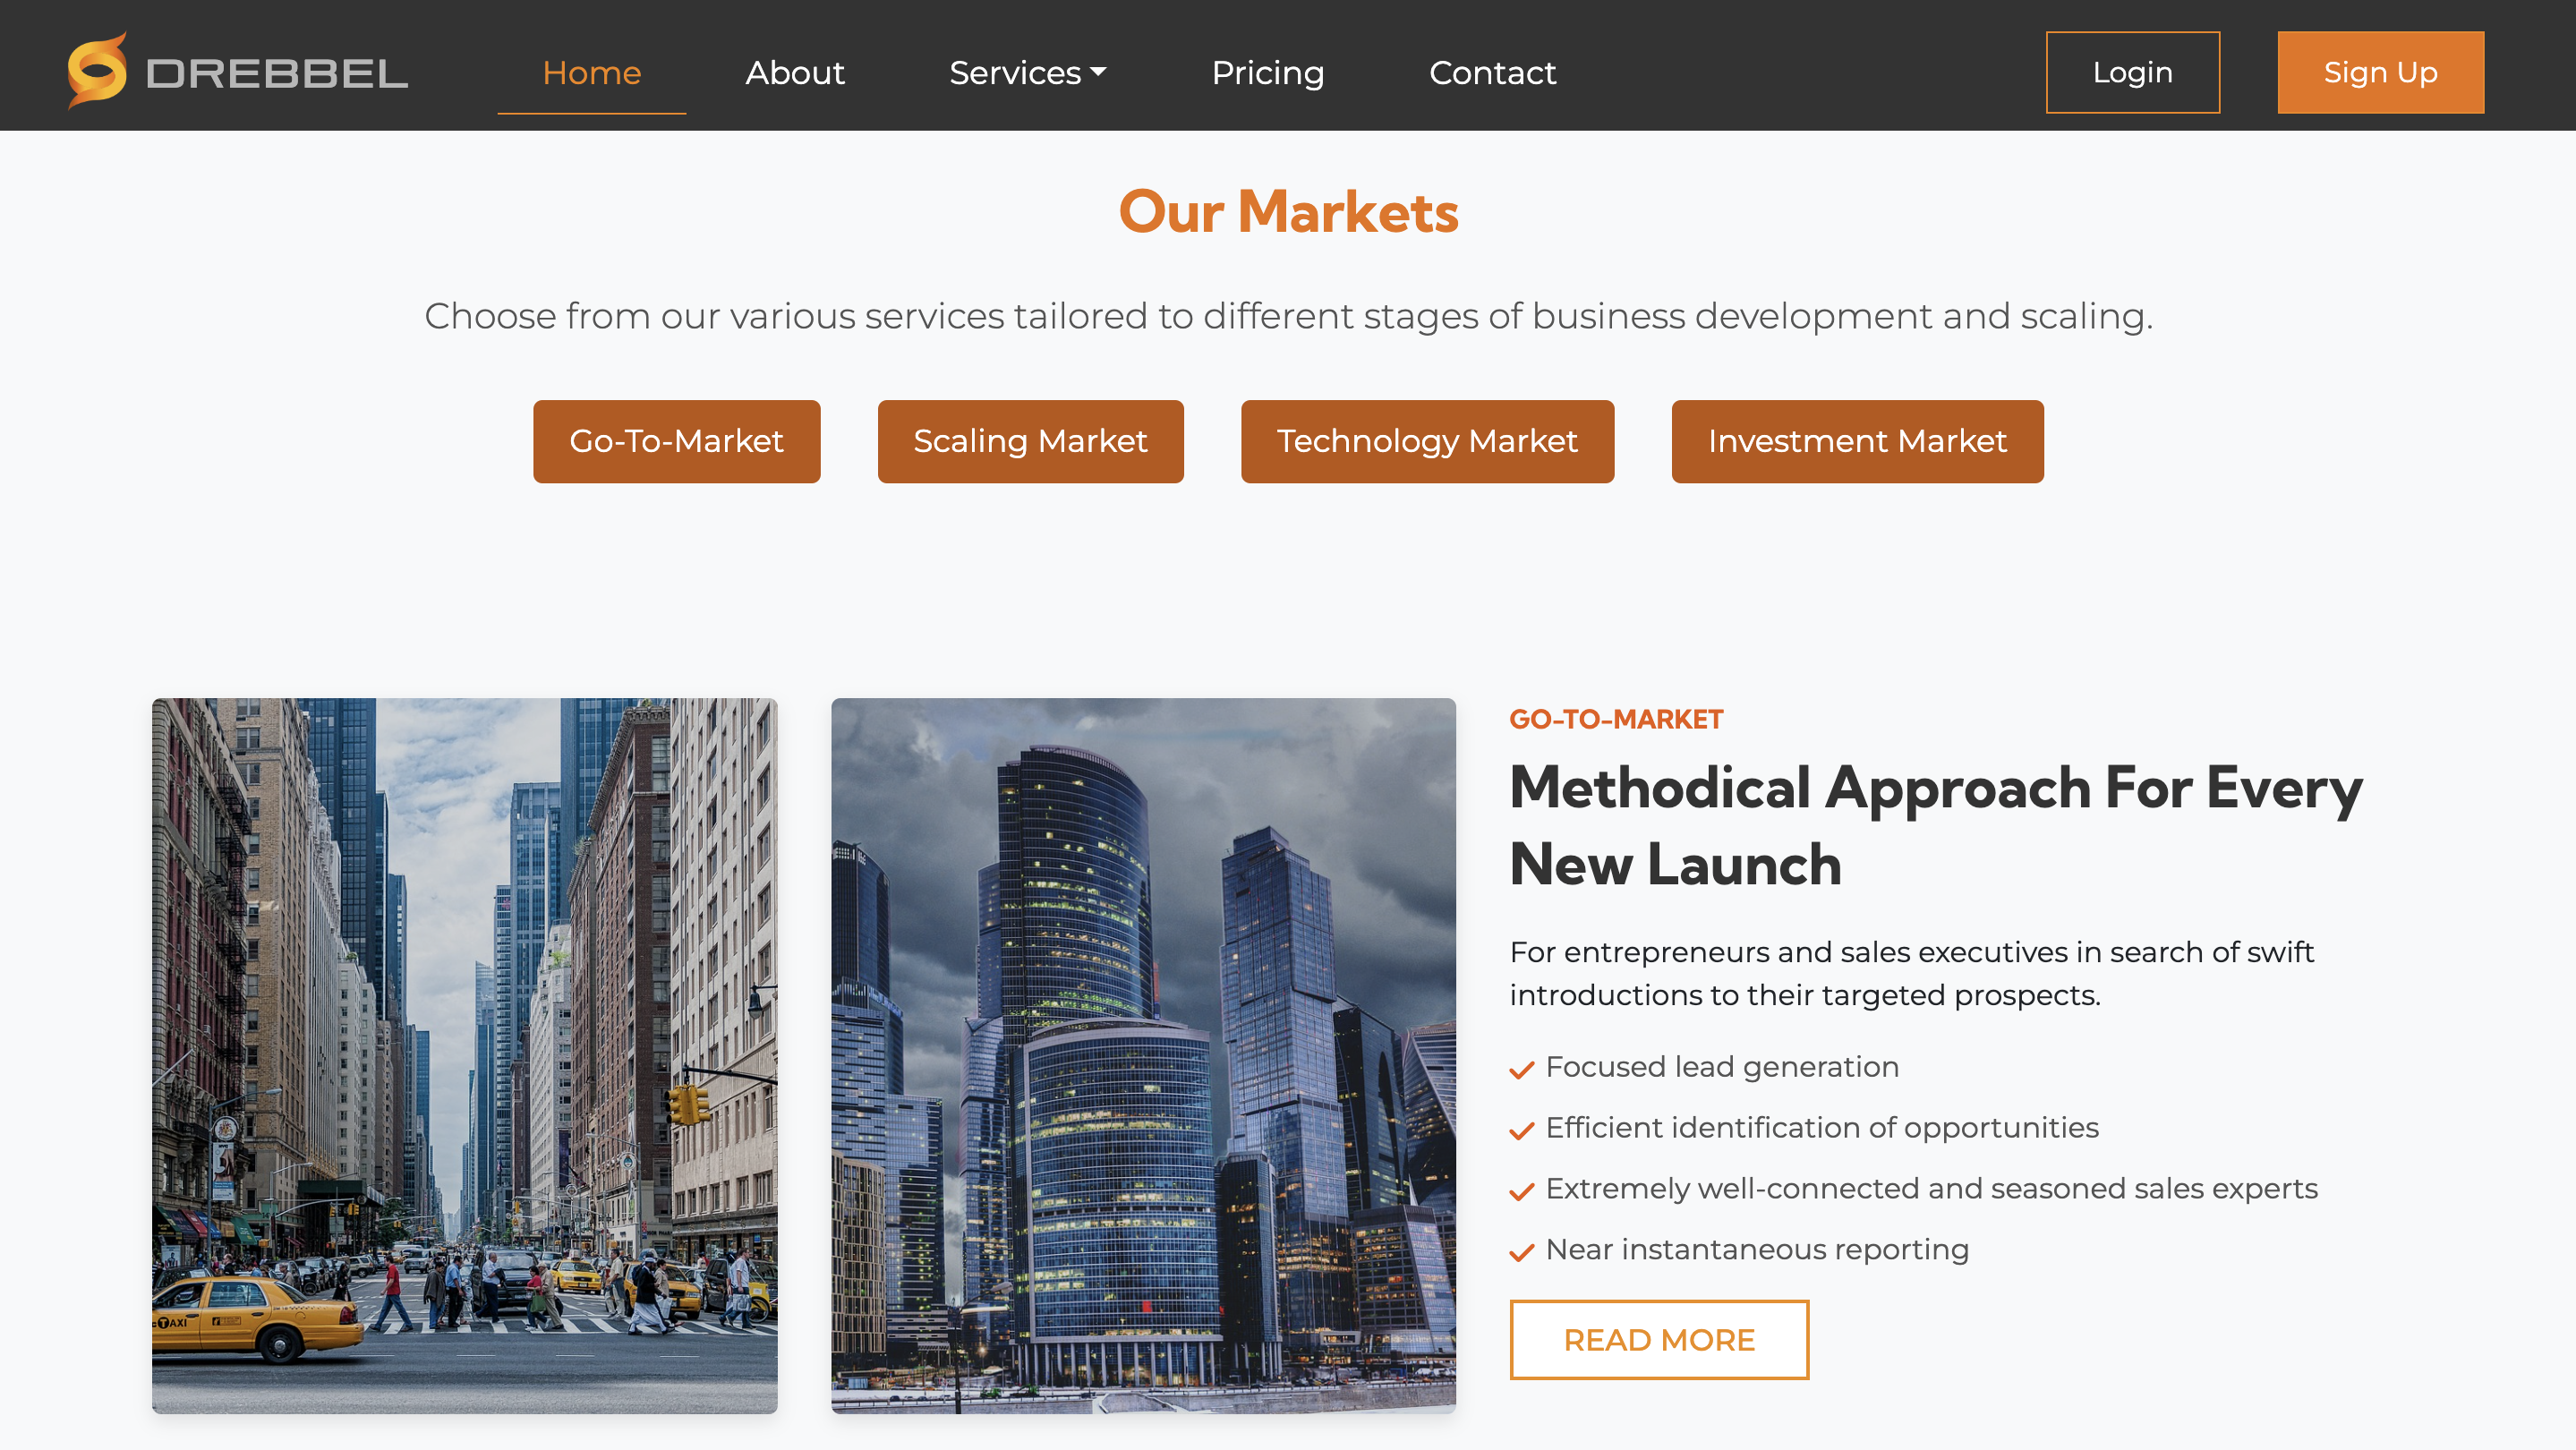 DREBBEL
Home
About
Services
Pricing
Contact
Login
Sign Up
Our Markets
Choose from our various services tailored to different stages of business development and scaling.
Go-To-Market
Scaling Market
Technology Market
Investment Market
TAXI
GO-TO-MARKET
Methodical Approach For Every
New Launch
For entrepreneurs and sales executives in search of swift
introductions to their targeted prospects.
Focused lead generation
Efficient identification of opportunities
Extremely well-connected and seasoned sales experts
Near instantaneous reporting
READ MORE